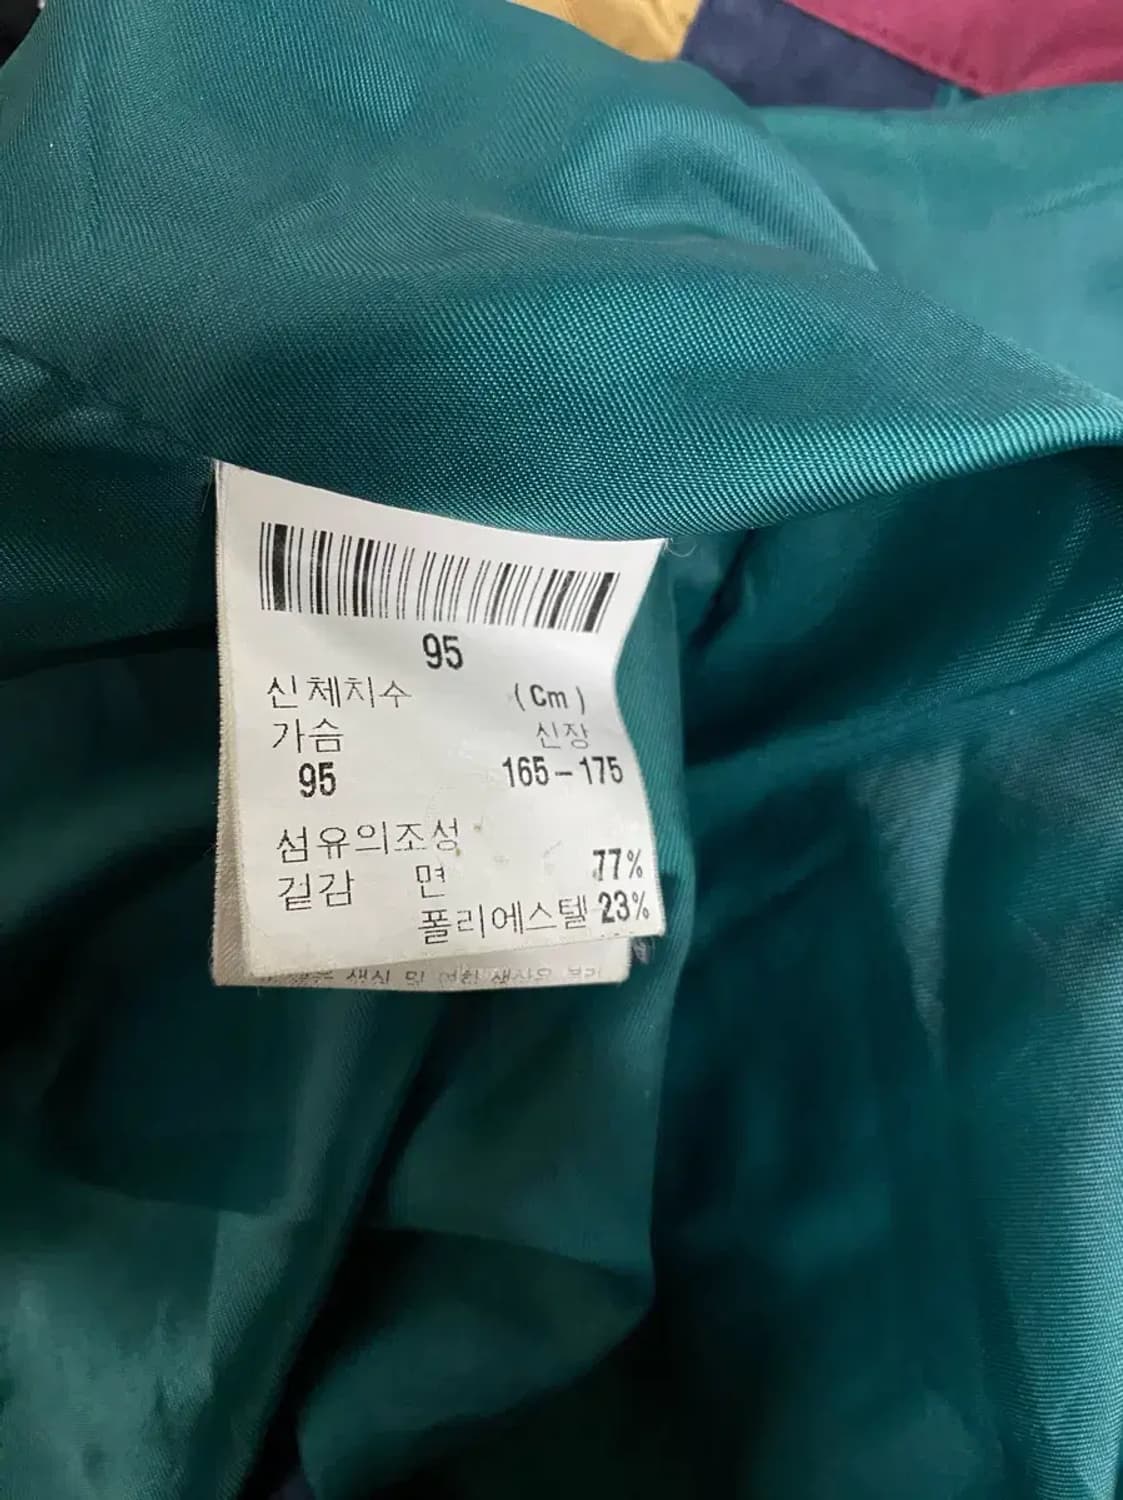 95
신체치수 (Cm)
가슴 신장
95 165-175
섬유의조성
겉감 면 77%
폴리에스텔 23%